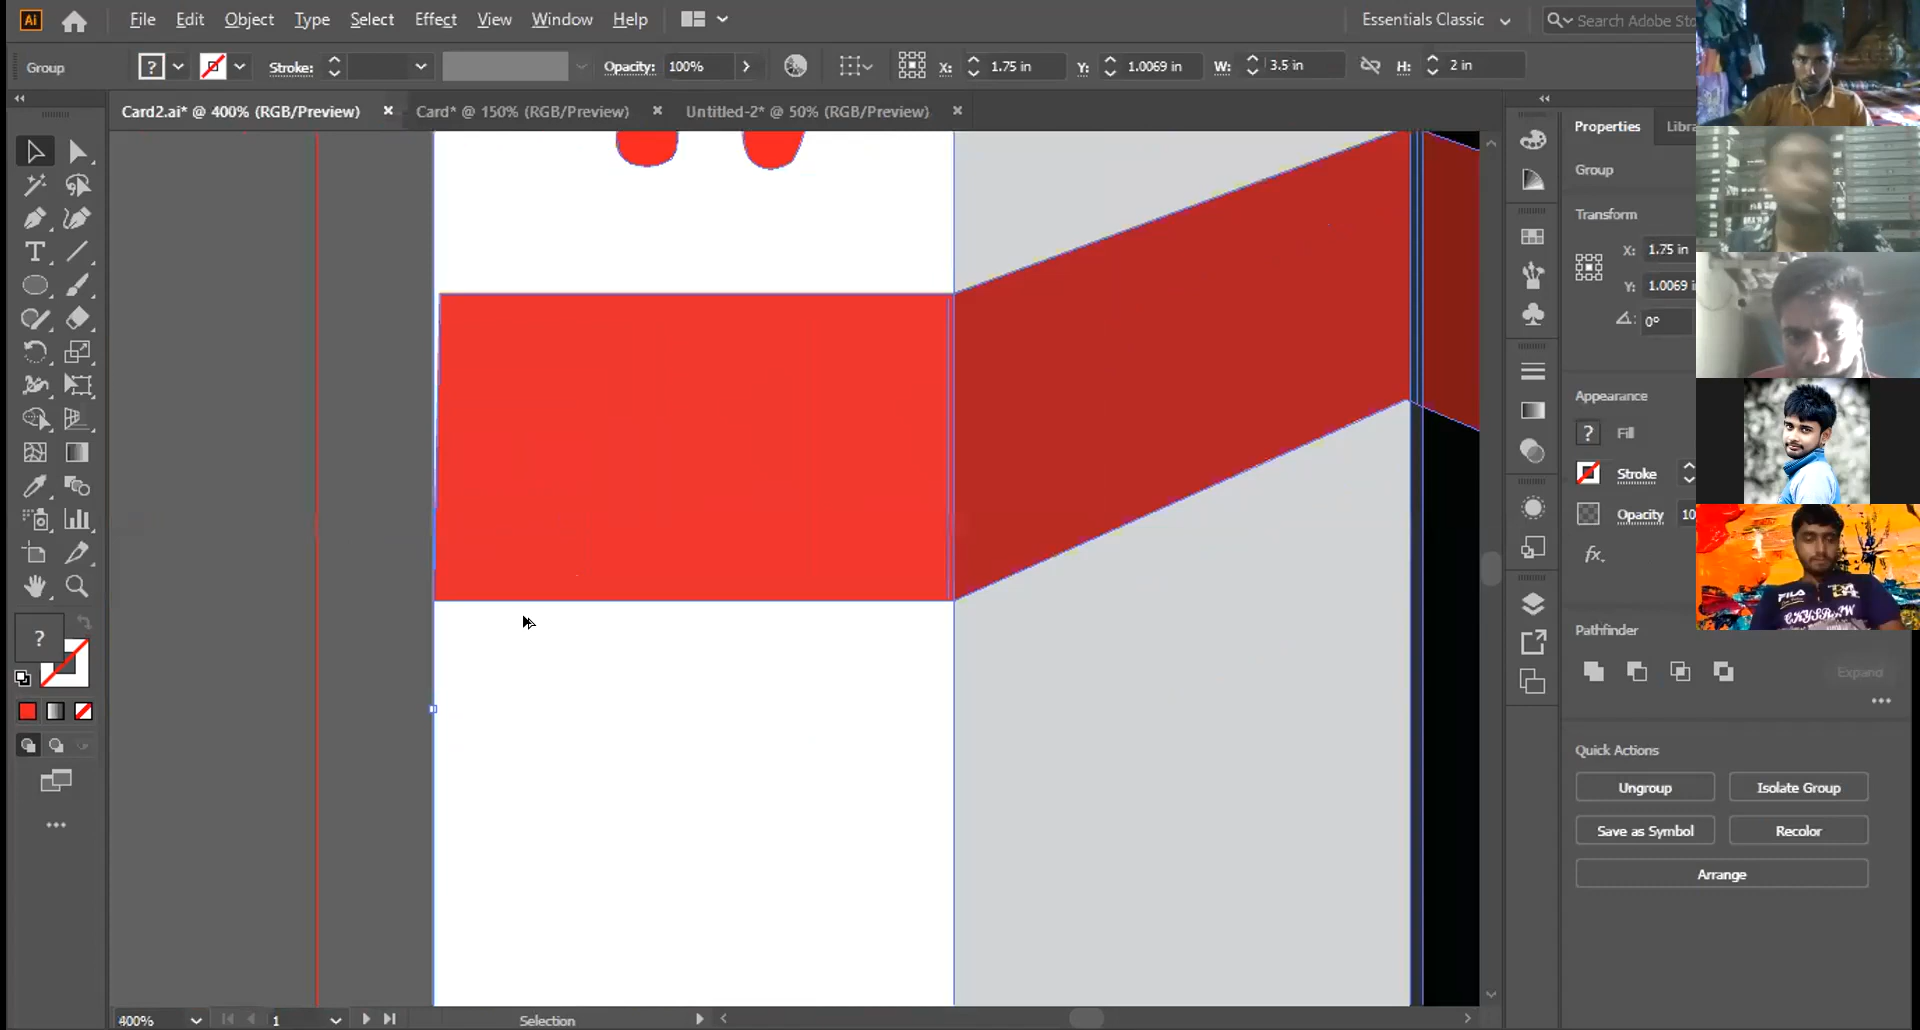 Ai File Edit Object Type Select Effect View Window Help Essentials Classic Search Adobe Sto
Group ? Stroke: Opacity: 100% X: 1.75 in Y: 1.0069 in W: 3.5 in H: 2 in
Card2.ai* @ 400% (RGB/Preview) Card* @ 150% (RGB/Preview) Untitled-2* @ 50% (RGB/Preview)
Properties Libra
Group
Transform
X: 1.75 in
Y: 1.0069 i
0°
Appearance
? Fill
Stroke
Opacity 10
fx.
FILA
Pathfinder
?
Expand
Quick Actions
Ungroup Isolate Group
Save as Symbol Recolor
Arrange
400% 1 Selection